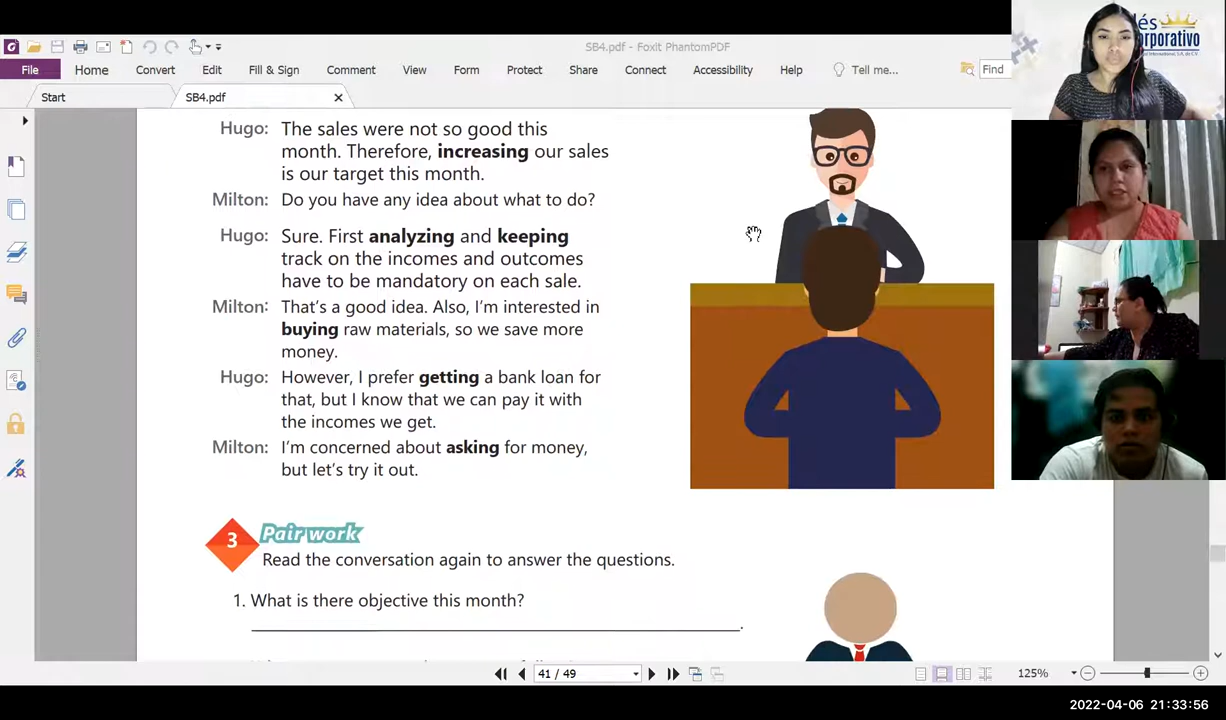 SB4.pdf - Foxit PhantomPDF
File Home Convert Edit Fill & Sign Comment View Form Protect Share Connect Accessibility Help Tell me... Find
Start SB4.pdf
Hugo: The sales were not so good this
month. Therefore, increasing our sales
is our target this month.
Milton: Do you have any idea about what to do?
Hugo: Sure. First analyzing and keeping
track on the incomes and outcomes
have to be mandatory on each sale.
Milton: That's a good idea. Also, I'm interested in
buying raw materials, so we save more
money.
Hugo: However, I prefer getting a bank loan for
that, but I know that we can pay it with
the incomes we get.
Milton: I'm concerned about asking for money,
but let's try it out.
3 Pair work
Read the conversation again to answer the questions.
1. What is there objective this month?
41 / 49
125%
2022-04-06 21:33:56